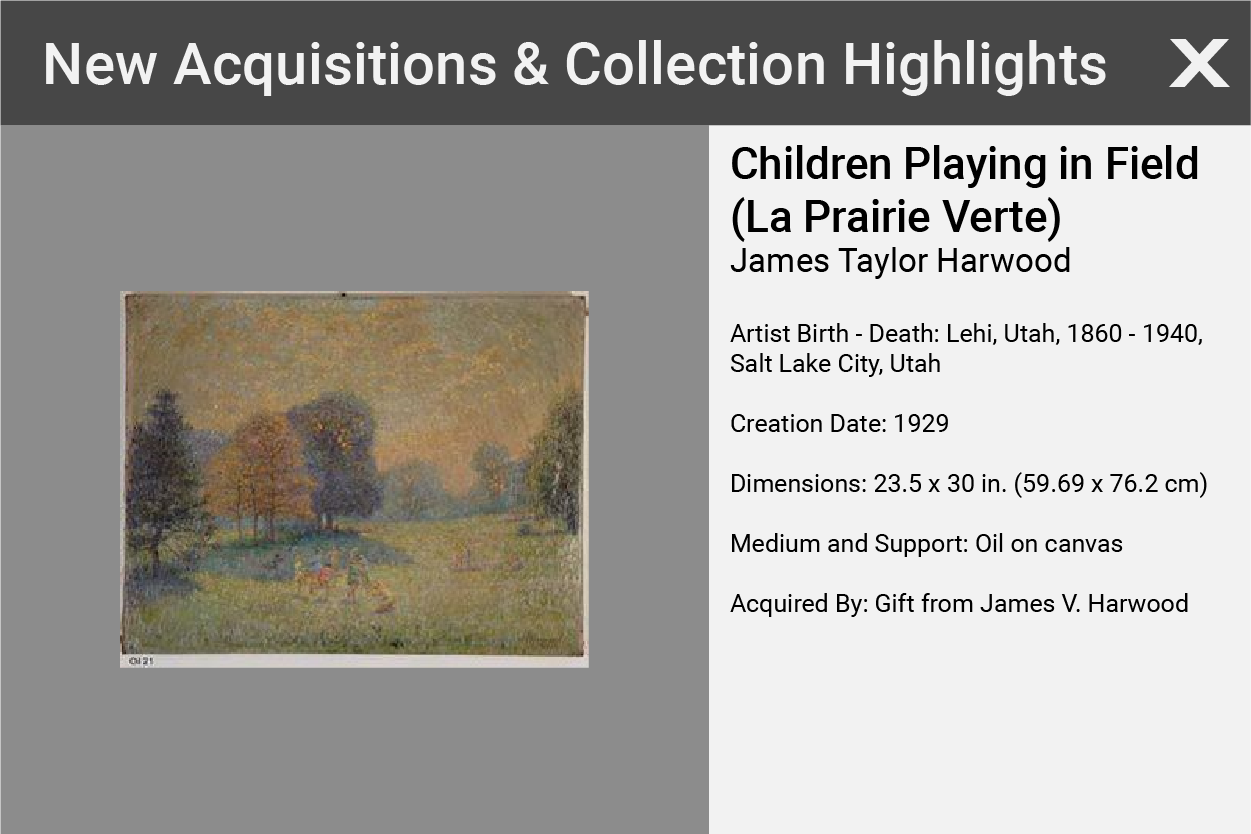 New Acquisitions & Collection Highlights X
Children Playing in Field
(La Prairie Verte)
James Taylor Harwood
Artist Birth - Death: Lehi, Utah, 1860 - 1940,
Salt Lake City, Utah
Creation Date: 1929
Dimensions: 23.5 x 30 in. (59.69 x 76.2 cm)
Medium and Support: Oil on canvas
Acquired By: Gift from James V. Harwood